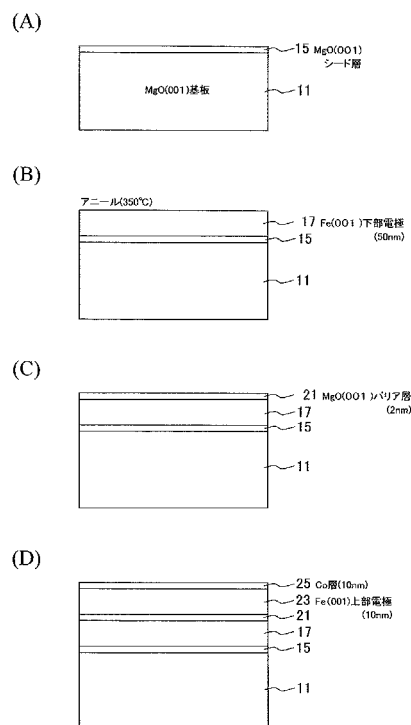 (A)
15 MgO(001)
シード層
MgO(001)基板
11
(B)
アニール(350℃)
17 Fe(001)下部電極
(50nm)
15
11
(C)
21 MgO(001)バリア層
(2nm)
17
15
11
(D)
25 Co層(10nm)
23 Fe(001)上部電極
(10nm)
21
17
15
11